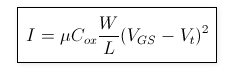 I = μC_{ox} \frac{W}{L} (V_{GS} − V_t)^2